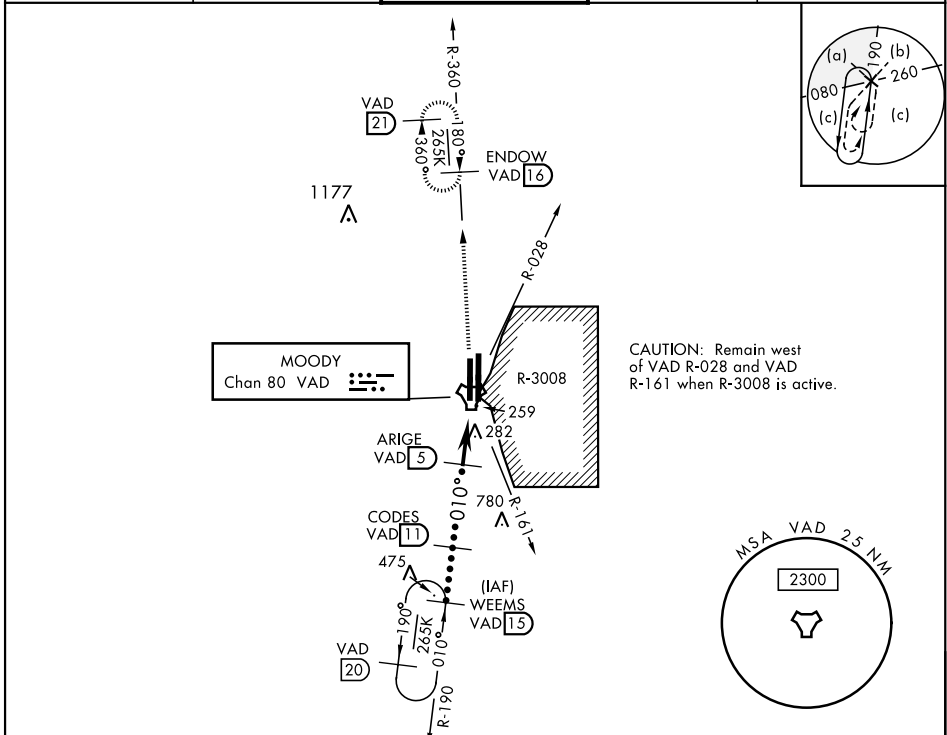 R-360
VAD
21
360°
265K
180°
ENDOW
VAD 16
1177
R-028
MOODY
Chan 80 VAD
R-3008
CAUTION: Remain west
of VAD R-028 and VAD
R-161 when R-3008 is active.
259
282
ARIGE
VAD 5
010°
780
R-161
CODES
VAD 11
475
(IAF)
WEEMS
VAD 15
190°
265K
010°
VAD
20
R-190
(a)
190
(b)
080
260
(c)
(c)
MSA VAD 25 NM
2300